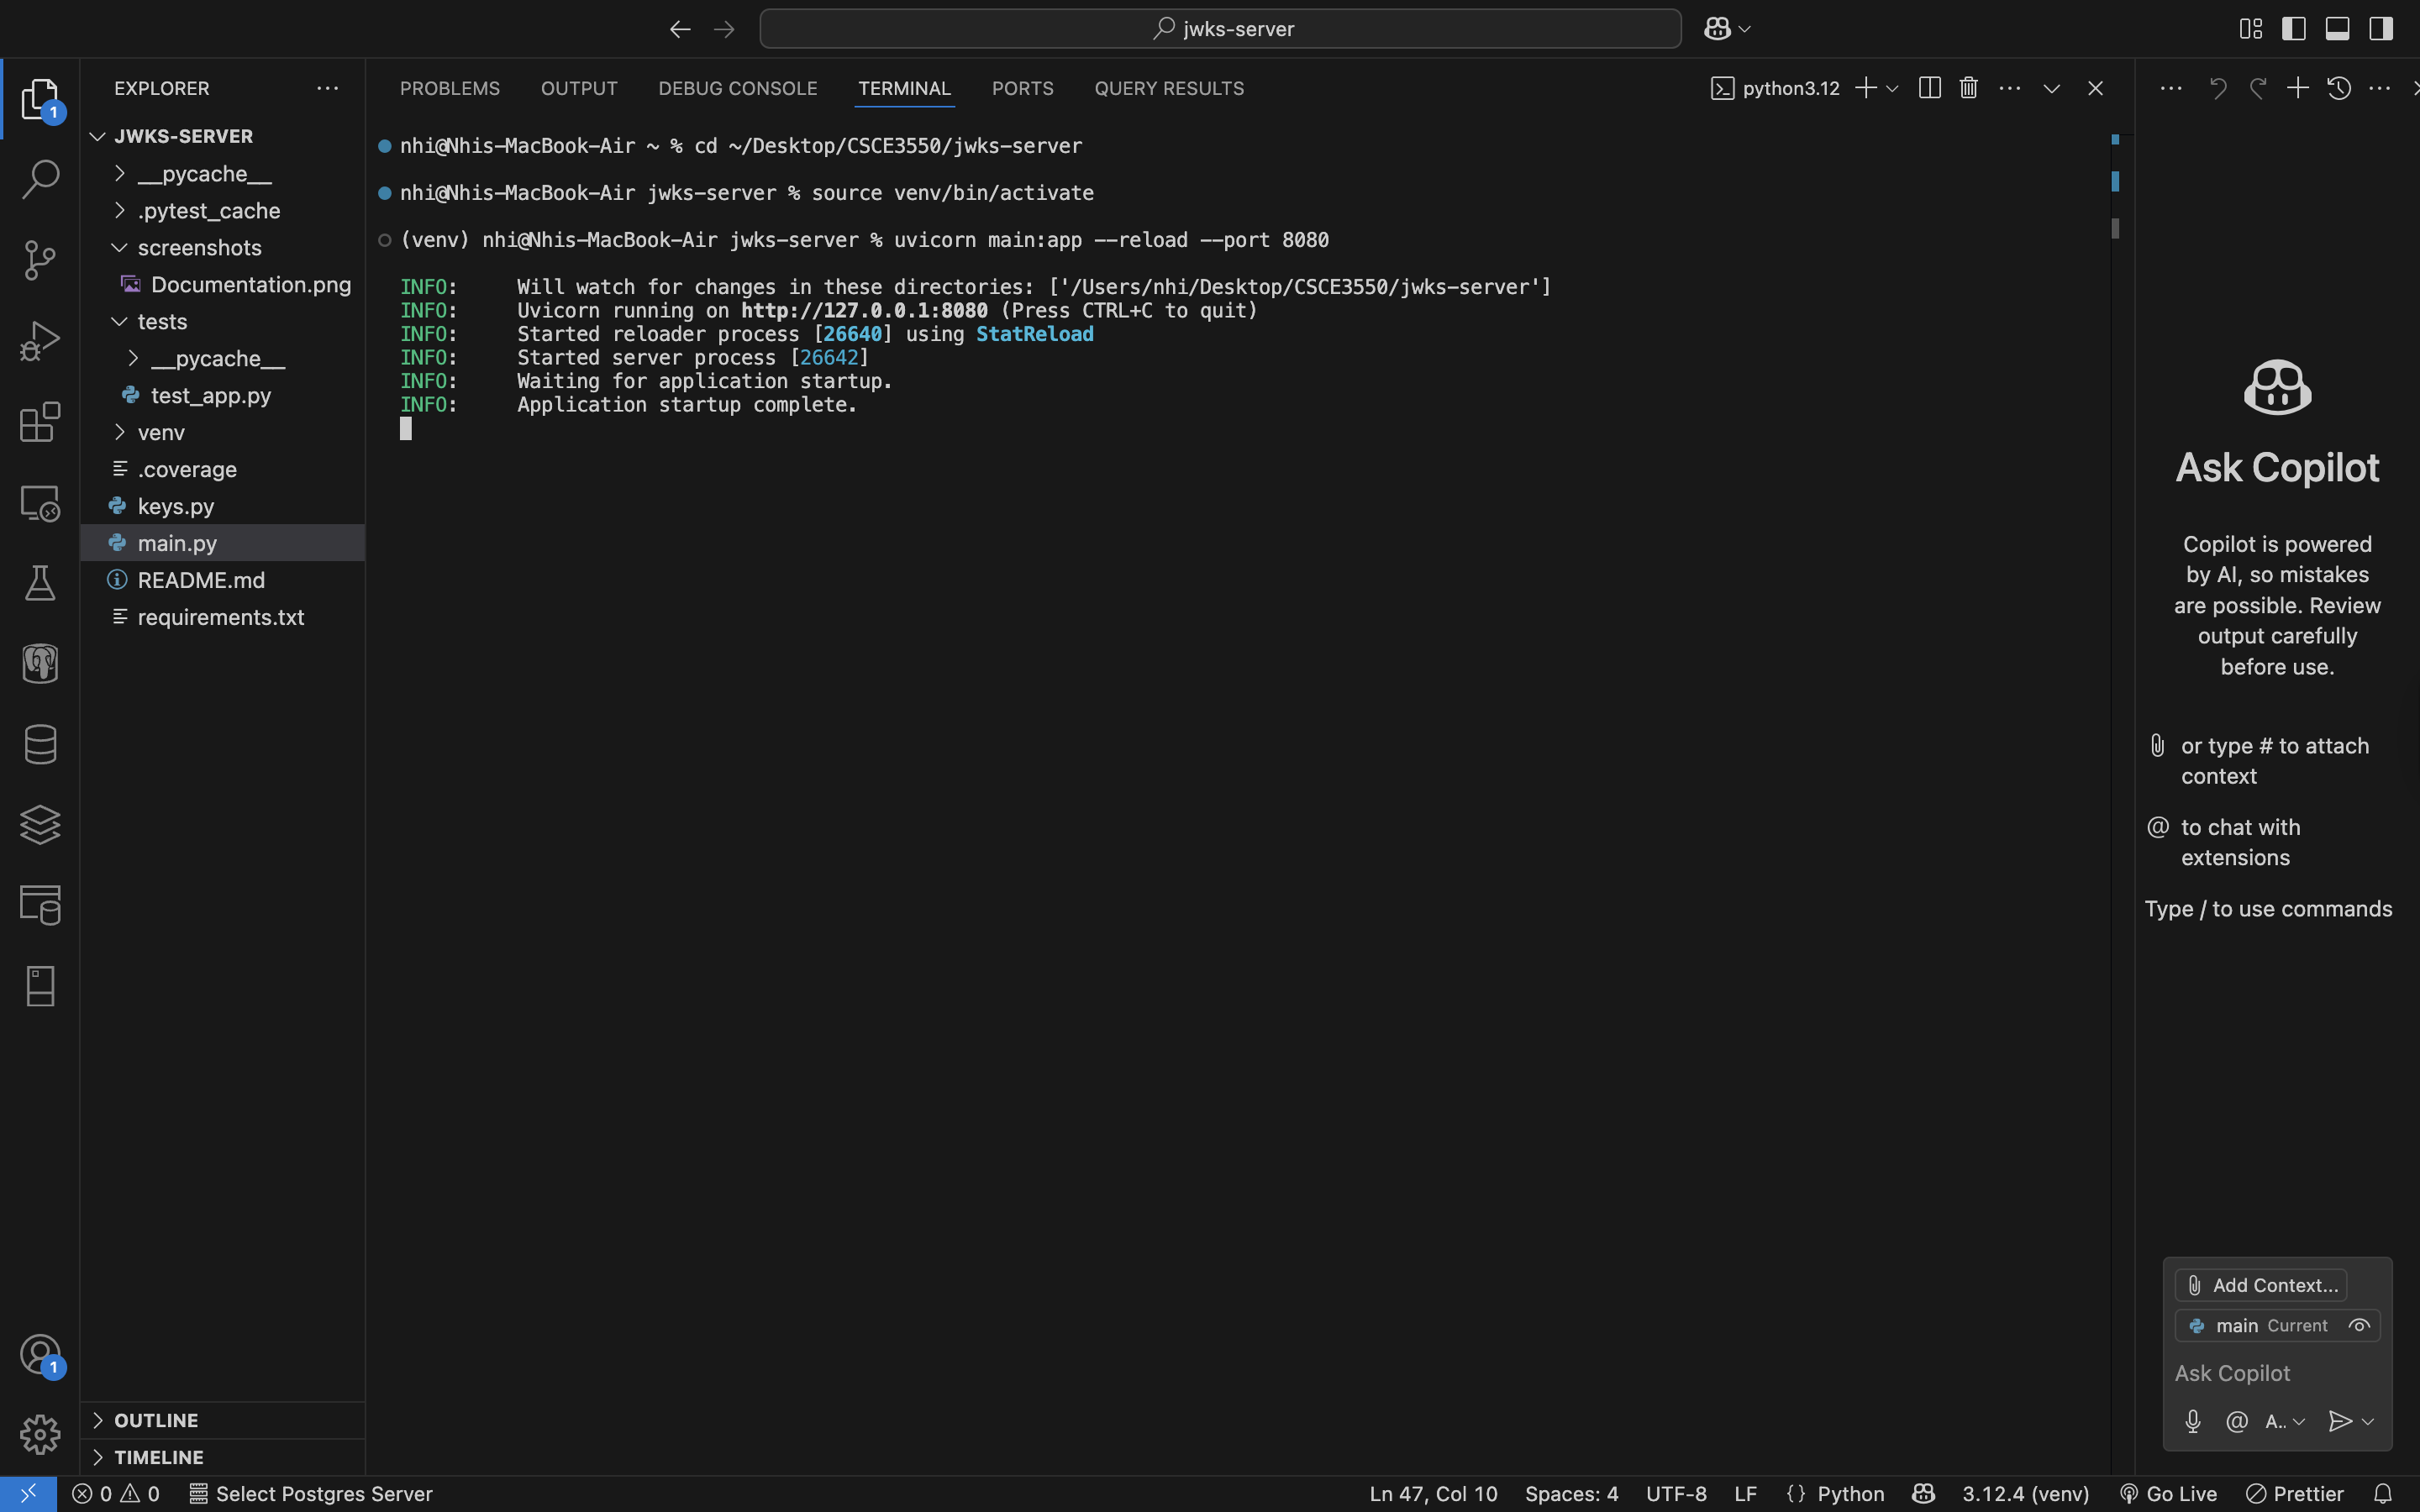 jwks-server
EXPLORER
1
JWKS-SERVER
__pycache__
.pytest_cache
screenshots
Documentation.png
tests
__pycache__
test_app.py
venv
.coverage
keys.py
main.py
README.md
requirements.txt
1
OUTLINE
TIMELINE
PROBLEMS OUTPUT DEBUG CONSOLE TERMINAL PORTS QUERY RESULTS
python3.12
nhi@Nhis-MacBook-Air ~ % cd ~/Desktop/CSCE3550/jwks-server
nhi@Nhis-MacBook-Air jwks-server % source venv/bin/activate
(venv) nhi@Nhis-MacBook-Air jwks-server % uvicorn main:app --reload --port 8080
INFO: Will watch for changes in these directories: ['/Users/nhi/Desktop/CSCE3550/jwks-server']
INFO: Uvicorn running on http://127.0.0.1:8080 (Press CTRL+C to quit)
INFO: Started reloader process [26640] using StatReload
INFO: Started server process [26642]
INFO: Waiting for application startup.
INFO: Application startup complete.
Ask Copilot
Copilot is powered
by AI, so mistakes
are possible. Review
output carefully
before use.
or type # to attach
context
@ to chat with
extensions
Type / to use commands
Add Context...
main Current
Ask Copilot
@ A..
0 0 Select Postgres Server Ln 47, Col 10 Spaces: 4 UTF-8 LF {} Python 3.12.4 (venv) Go Live Prettier